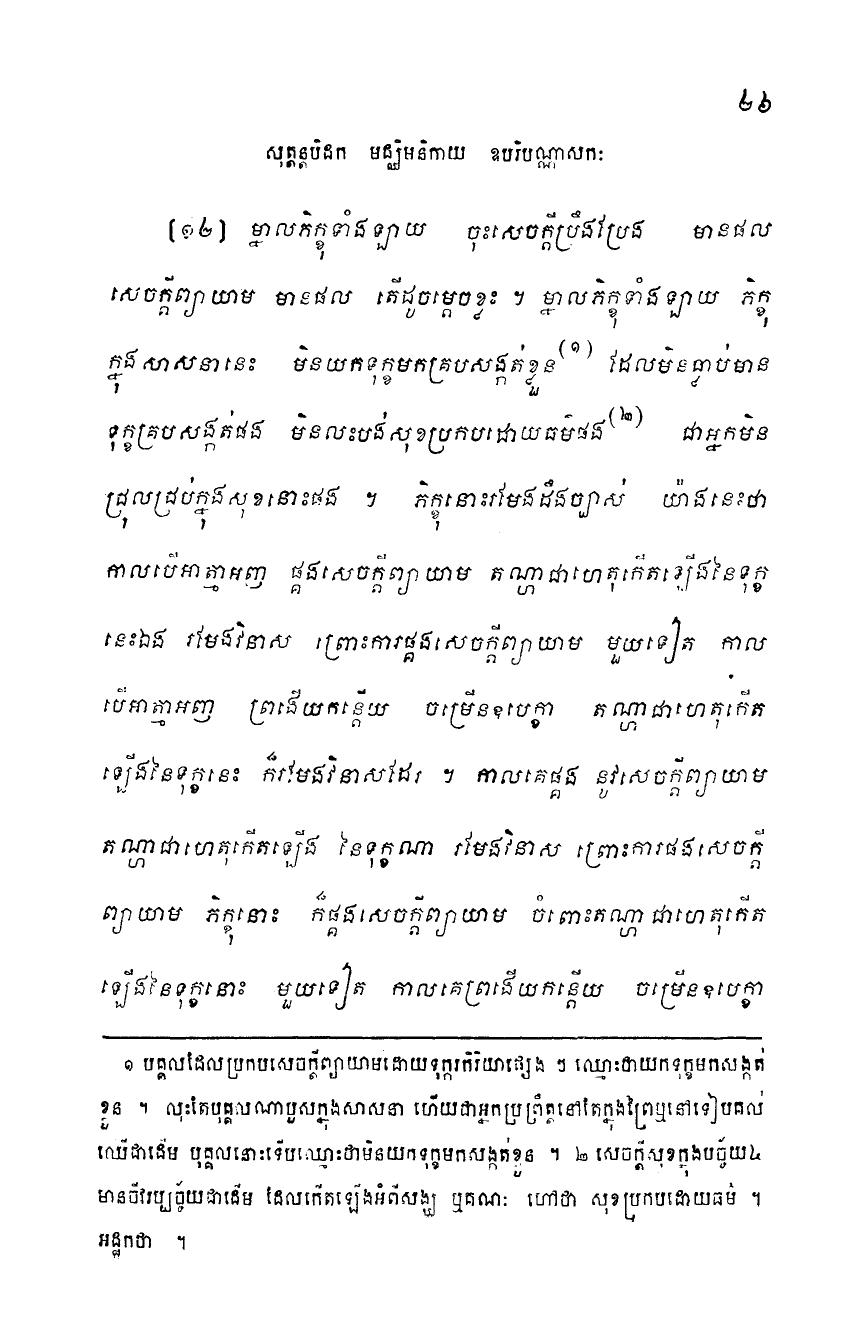 ២៦
សុត្តន្តបិដក មជ្ឈិមនិកាយ ឧបរិបណ្ណាសកៈ
[១២] ម្នាលភិក្ខុទាំងឡាយ ចុះសេចក្តីប្រឹងប្រែង មានផល
សេចក្តីព្យាយាម មានផល តើដូចម្តេចខ្លះ ។ ម្នាលភិក្ខុទាំងឡាយ ភិក្ខុ
ក្នុងសាសនានេះ មិនយកទុក្ខមកគ្របសង្កត់ខ្លួន(១) ដែលមិនធ្លាប់មាន
ទុក្ខគ្របសង្កត់ផង មិនលះបង់សុខប្រកបដោយធម៌ផង(២) ជាអ្នកមិន
ជ្រុលជ្រប់ក្នុងសុខនោះផង ។ ភិក្ខុនោះរមែងដឹងច្បាស់ យ៉ាងនេះថា
កាលបើអាត្មាអញ ផ្គងសេចក្តីព្យាយាម តណ្ហាជាហេតុកើតឡើងនៃទុក្ខ
នេះឯង រមែងវិនាស ព្រោះការផ្គងសេចក្តីព្យាយាម មួយទៀត កាល
បើអាត្មាអញ ព្រងើយកន្តើយ ចម្រើនឧបេក្ខា តណ្ហាជាហេតុកើត
ឡើងនៃទុក្ខនេះ ក៏រមែងវិនាសដែរ ។ កាលគេផ្គង នូវសេចក្តីព្យាយាម
តណ្ហាជាហេតុកើតឡើង នៃទុក្ខណា រមែងវិនាស ព្រោះការផងសេចក្តី
ព្យាយាម ភិក្ខុនោះ ក៏ផ្គងសេចក្តីព្យាយាម ចំពោះតណ្ហាជាហេតុកើត
ឡើងនៃទុក្ខនោះ មួយទៀត កាលគេព្រងើយកន្តើយ ចម្រើនឧបេក្ខា
១ បគ្គលដែលប្រកបសេចក្តីព្យាយាមដោយទុក្ករកិរិយាផ្សេង ៗ ឈ្មោះថាយកទុក្ខមកសង្កត់
ខ្លួន ។ លុះតែបុគ្គលណាបួសក្នុងសាសនា ហើយជាអ្នកប្រព្រឹត្តនៅតែក្នុងព្រៃឬនៅទៀបគល់
ឈើជាដើម បុគ្គលនោះទើបឈ្មោះថាមិនយកទុក្ខមកសង្កត់ខ្លួន ។ ២ សេចក្តីសុខក្នុងបច្ច័យ៤
មានចីវរប្បច្ច័យជាដើម ដែលកើតឡើងអំពីសង្ឃ ឬគណៈ ហៅថា សុខប្រកបដោយធម៌ ។
អដ្ឋកថា ។